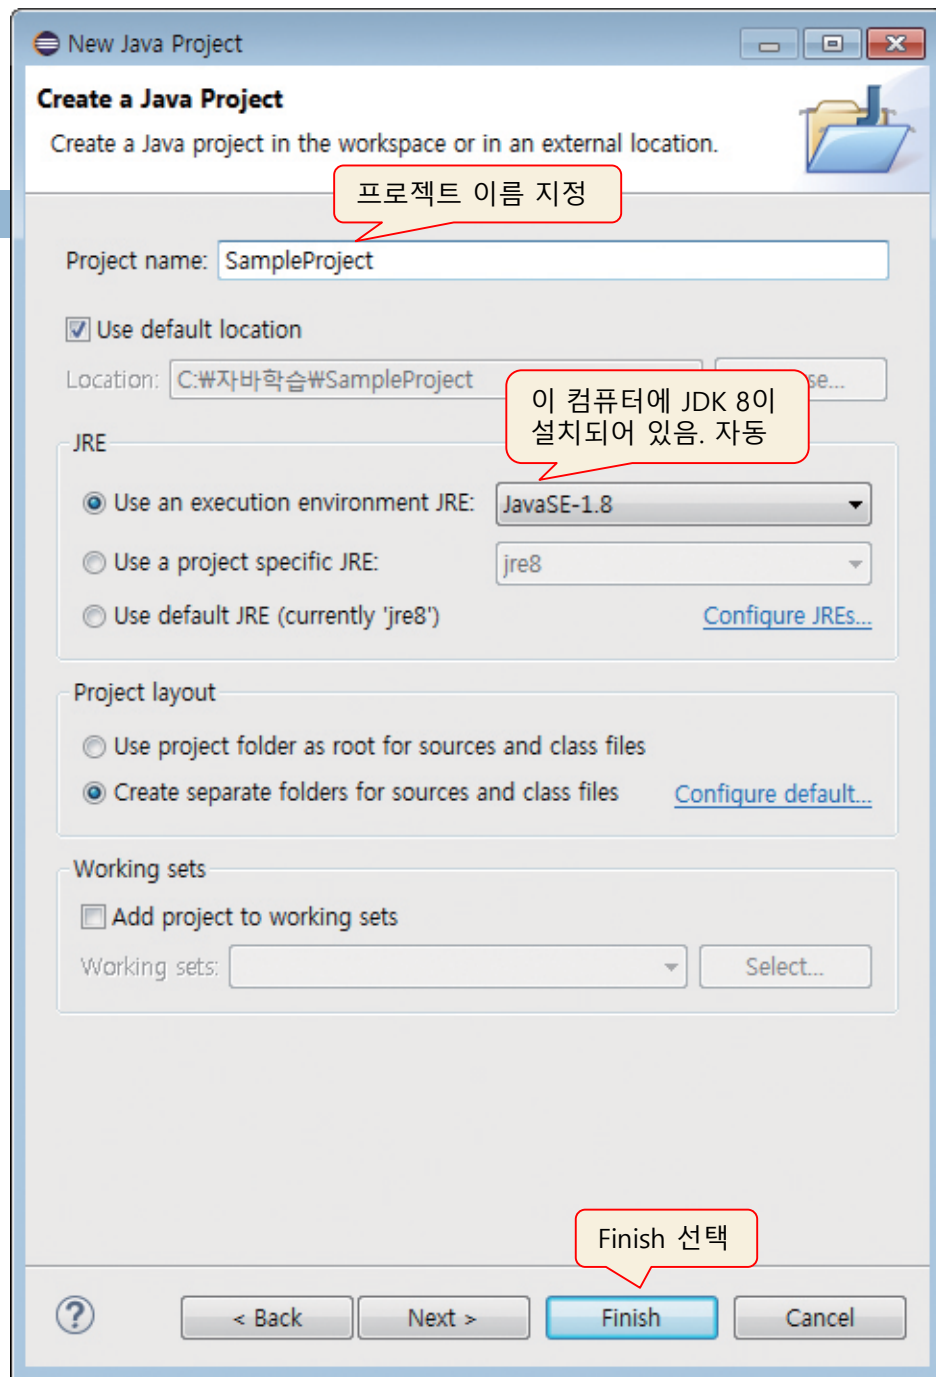 New Java Project
Create a Java Project
Create a Java project in the workspace or in an external location.
프로젝트 이름 지정
Project name: SampleProject
Use default location
Location: C:₩자바학습₩SampleProject
이 컴퓨터에 JDK 8이
설치되어 있음. 자동
JRE
Use an execution environment JRE: JavaSE-1.8
Use a project specific JRE: jre8
Use default JRE (currently 'jre8') Configure JREs...
Project layout
Use project folder as root for sources and class files
Create separate folders for sources and class files Configure default...
Working sets
Add project to working sets
Working sets: Select...
Finish 선택
< Back Next > Finish Cancel